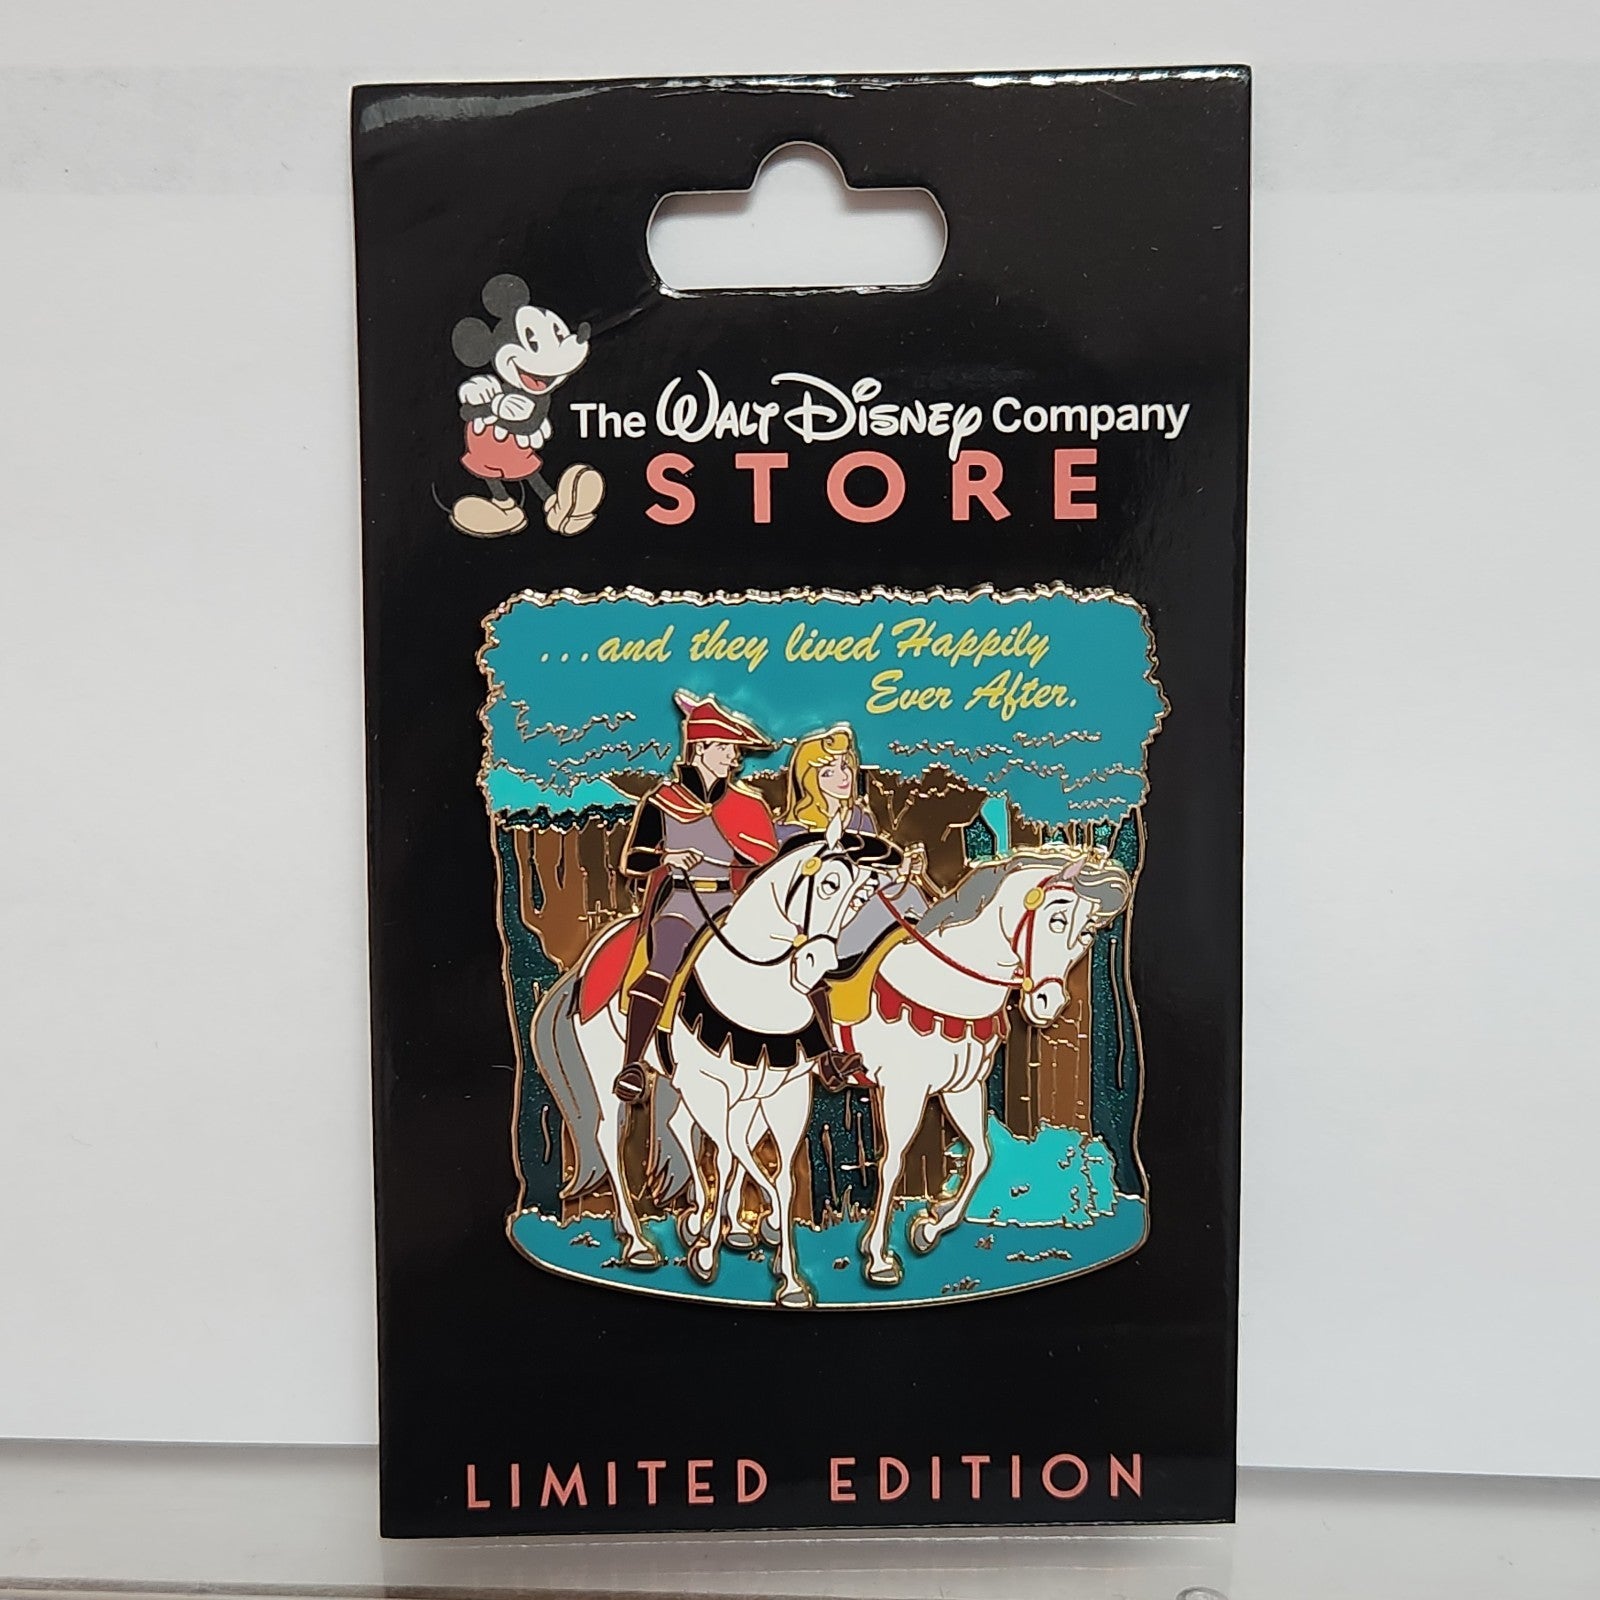 The Walt Disney Company
STORE
...and they lived Happily
Ever After.
LIMITED EDITION